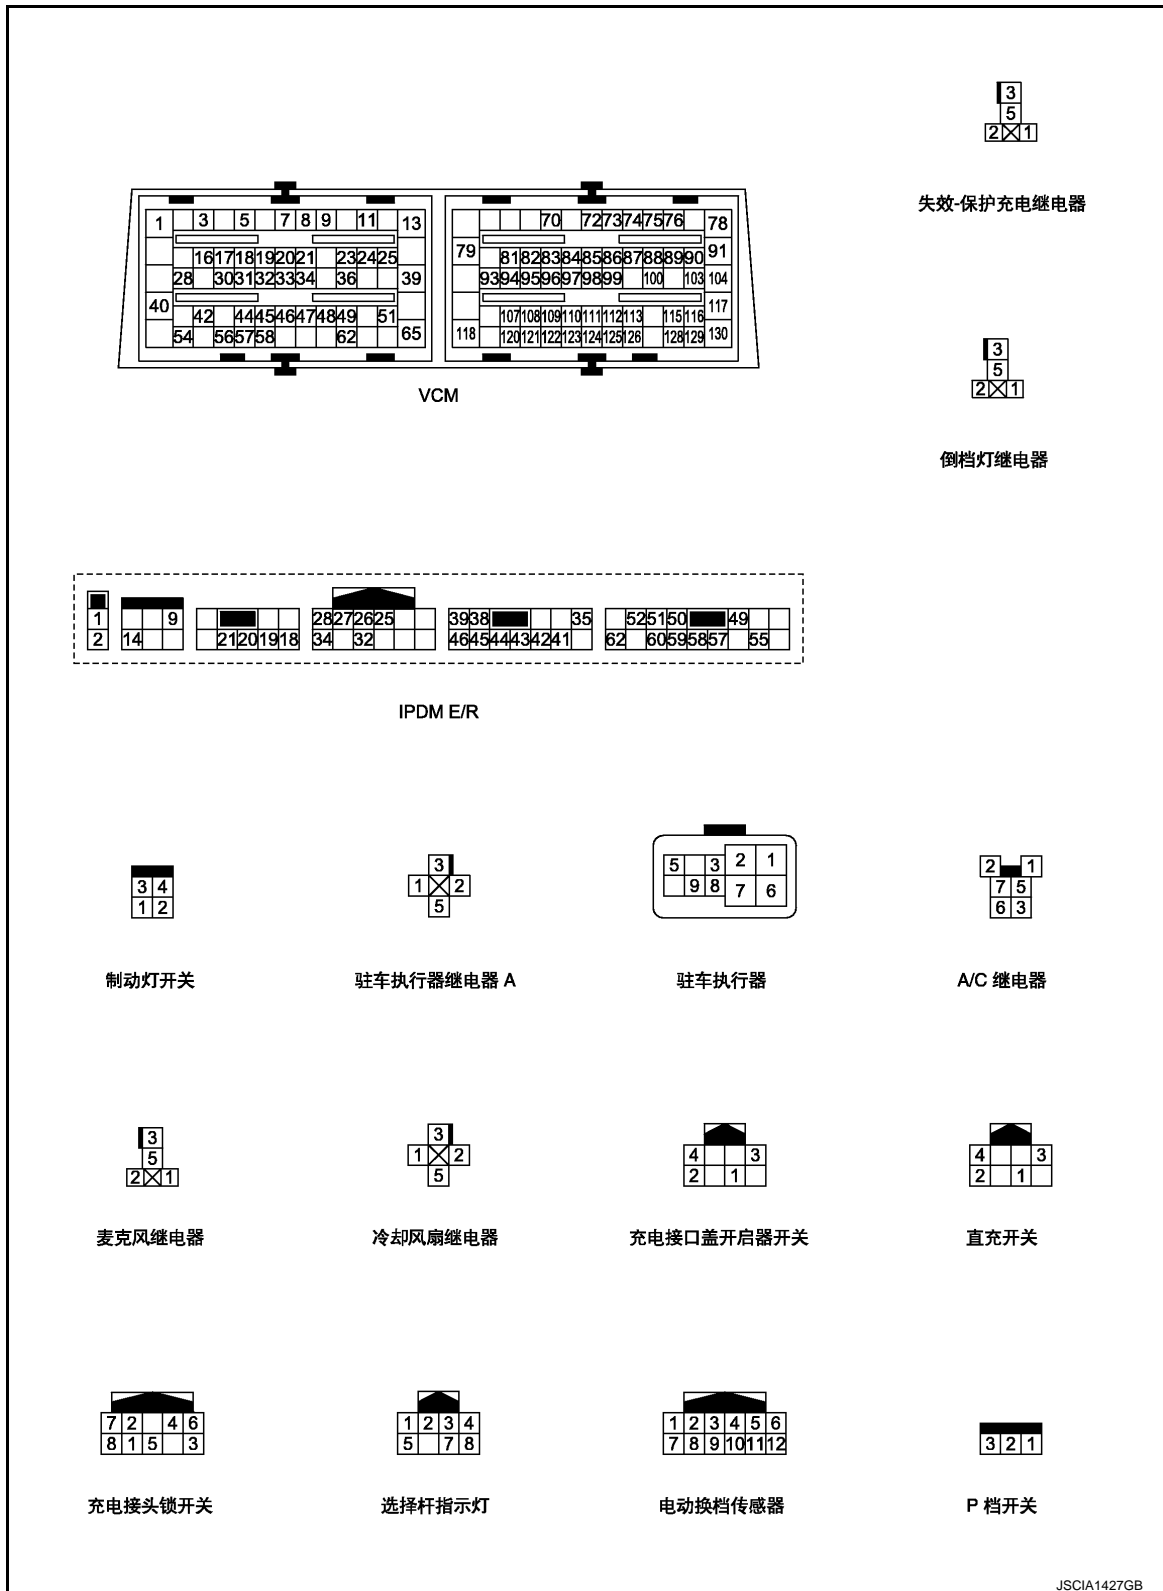 3
5
2 1
失效-保护充电继电器
1 3 5 7 8 9 11 13
16 17 18 19 20 21 23 24 25
28 30 31 32 33 34 36 39
40
42 44 45 46 47 48 49 51
54 56 57 58 62 65
70 72 73 74 75 76 78
79 81 82 83 84 85 86 87 88 89 90 91
93 94 95 96 97 98 99 100 103 104
117
107 108 109 110 111 112 113 115 116
118 120 121 122 123 124 125 126 128 129 130
VCM
3
5
2 1
倒档灯继电器
1 9 28 27 26 25 39 38 35 52 51 50 49
2 14 21 20 19 18 34 32 46 45 44 43 42 41 62 60 59 58 57 55
IPDM E/R
3 4
1 2
制动灯开关
3
1 2
5
驻车执行器继电器 A
5 3 2 1
9 8 7 6
驻车执行器
2 1
7 5
6 3
A/C 继电器
3
5
2 1
麦克风继电器
3
1 2
5
冷却风扇继电器
4 3
2 1
充电接口盖开启器开关
4 3
2 1
直充开关
7 2 4 6
8 1 5 3
充电接头锁开关
1 2 3 4
5 7 8
选择杆指示灯
1 2 3 4 5 6
7 8 9 10 11 12
电动换档传感器
3 2 1
P 档开关
JSCIA1427GB